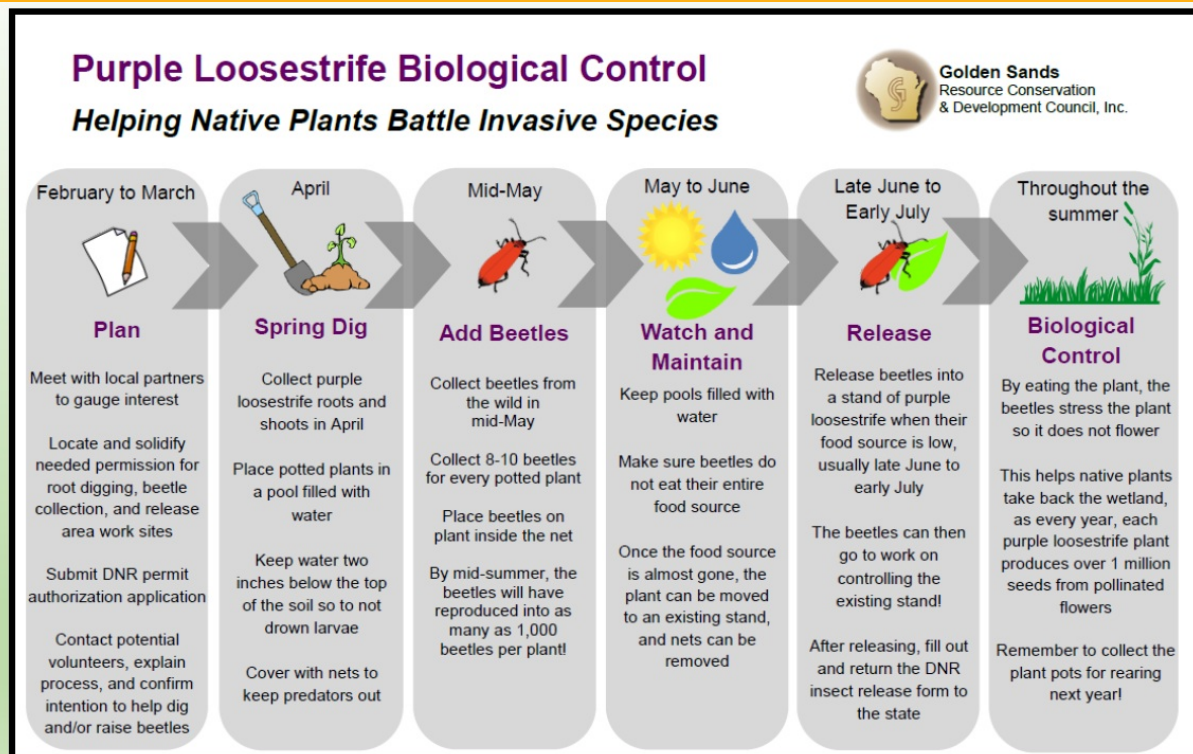 Purple Loosestrife Biological Control
Helping Native Plants Battle Invasive Species
Golden Sands
Resource Conservation
& Development Council, Inc.
February to March
Plan
Meet with local partners
to gauge interest
Locate and solidify
needed permission for
root digging, beetle
collection, and release
area work sites
Submit DNR permit
authorization application
Contact potential
volunteers, explain
process, and confirm
intention to help dig
and/or raise beetles
April
Spring Dig
Collect purple
loosestrife roots and
shoots in April
Place potted plants in
a pool filled with
water
Keep water two
inches below the top
of the soil so to not
drown larvae
Cover with nets to
keep predators out
Mid-May
Add Beetles
Collect beetles from
the wild in
mid-May
Collect 8-10 beetles
for every potted plant
Place beetles on
plant inside the net
By mid-summer, the
beetles will have
reproduced into as
many as 1,000
beetles per plant!
May to June
Watch and
Maintain
Keep pools filled with
water
Make sure beetles do
not eat their entire
food source
Once the food source
is almost gone, the
plant can be moved
to an existing stand,
and nets can be
removed
Late June to
Early July
Release
Release beetles into
a stand of purple
loosestrife when their
food source is low,
usually late June to
early July
The beetles can then
go to work on
controlling the
existing stand!
After releasing, fill out
and return the DNR
insect release form to
the state
Throughout the
summer
Biological
Control
By eating the plant, the
beetles stress the plant
so it does not flower
This helps native plants
take back the wetland,
as every year, each
purple loosestrife plant
produces over 1 million
seeds from pollinated
flowers
Remember to collect the
plant pots for rearing
next year!